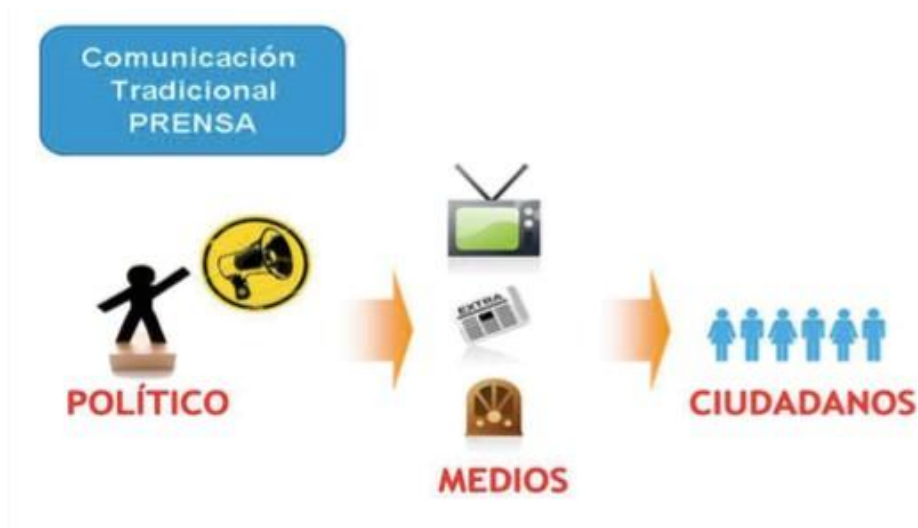 Comunicación
Tradicional
PRENSA
EXTRA
POLÍTICO
CIUDADANOS
MEDIOS